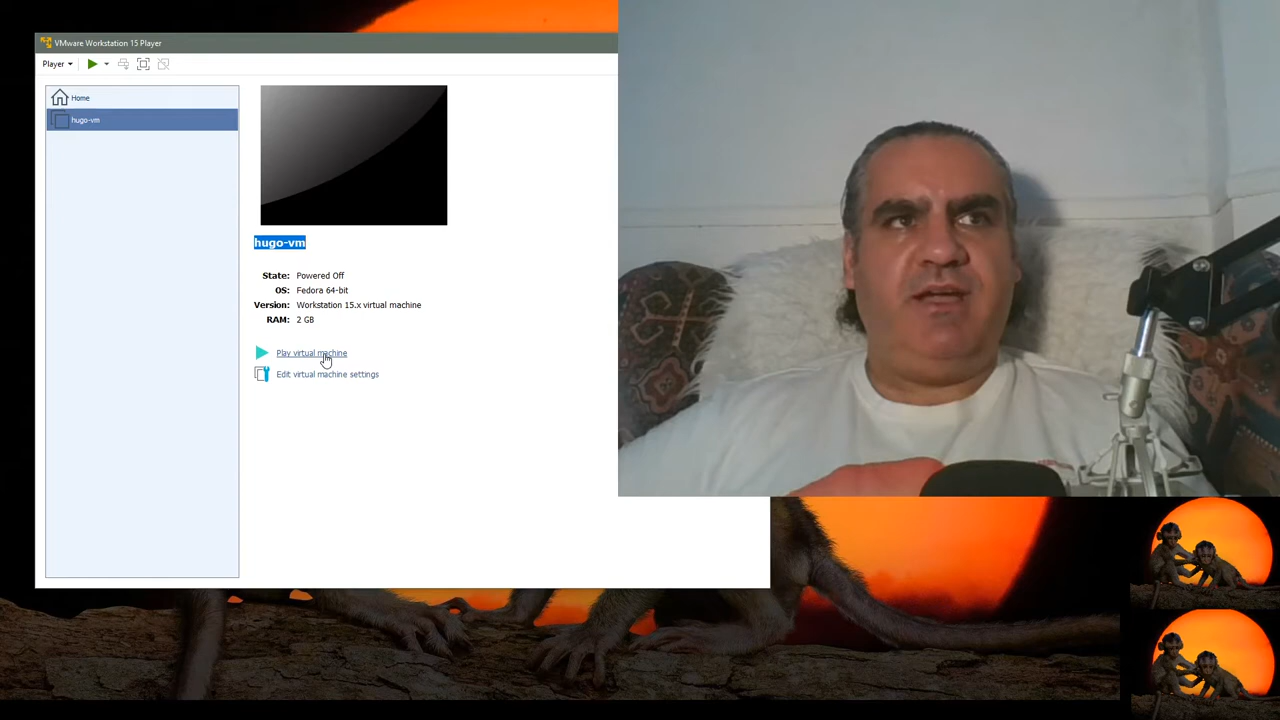 VMware Workstation 15 Player
Player
Home
hugo-vm
hugo-vm
State: Powered Off
OS: Fedora 64-bit
Version: Workstation 15.x virtual machine
RAM: 2 GB
Play virtual machine
Edit virtual machine settings